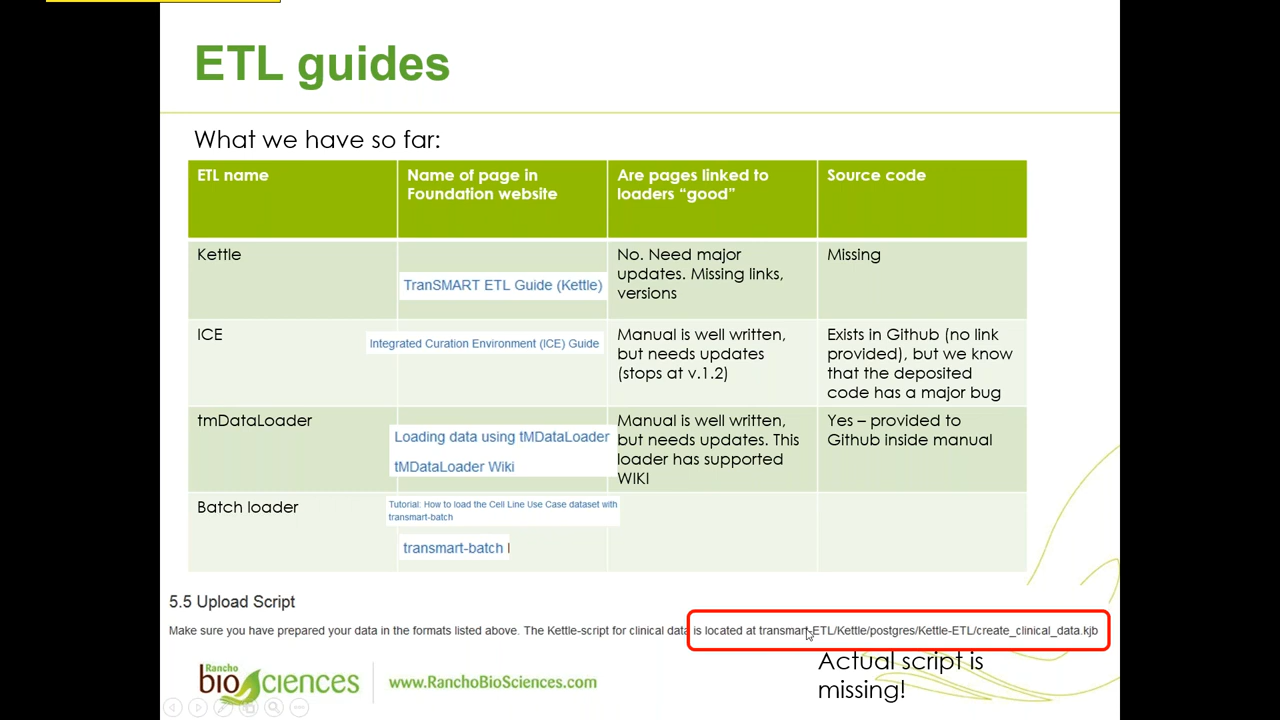 ETL guides
What we have so far:
ETL name
Name of page in
Foundation website
Are pages linked to
loaders “good”
Source code
Kettle
TranSMART ETL Guide (Kettle)
No. Need major
updates. Missing links,
versions
Missing
ICE
Integrated Curation Environment (ICE) Guide
Manual is well written,
but needs updates
(stops at v.1.2)
Exists in Github (no link
provided), but we know
that the deposited
code has a major bug
tmDataLoader
Loading data using tMDataLoader
tMDataLoader Wiki
Manual is well written,
but needs updates. This
loader has supported
WIKI
Yes – provided to
Github inside manual
Batch loader
Tutorial: How to load the Cell Line Use Case dataset with
transmart-batch
transmart-batch
5.5 Upload Script
Make sure you have prepared your data in the formats listed above. The Kettle-script for clinical data is located at transmart-ETL/Kettle/postgres/Kettle-ETL/create_clinical_data.kjb
Actual script is
missing!
Rancho
bioSciences
www.RanchoBioSciences.com